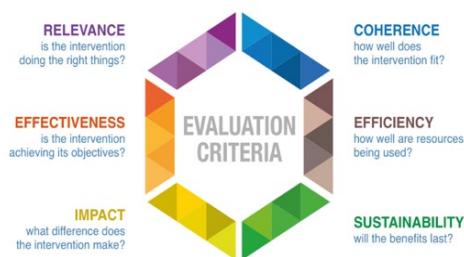 RELEVANCE
is the intervention
doing the right things?
COHERENCE
how well does
the intervention fit?
EFFECTIVENESS
is the intervention
achieving its objectives?
EVALUATION
CRITERIA
EFFICIENCY
how well are resources
being used?
IMPACT
what difference does
the intervention make?
SUSTAINABILITY
will the benefits last?